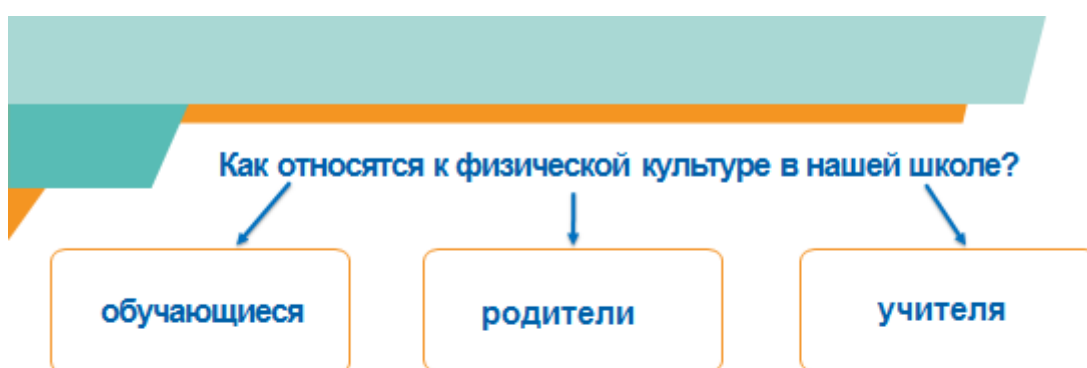 Как относятся к физической культуре в нашей школе?
обучающиеся
родители
учителя